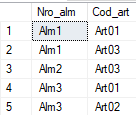 Nro_alm Cod_art
1 Alm1 Art01
2 Alm1 Art03
3 Alm2 Art03
4 Alm3 Art01
5 Alm3 Art02